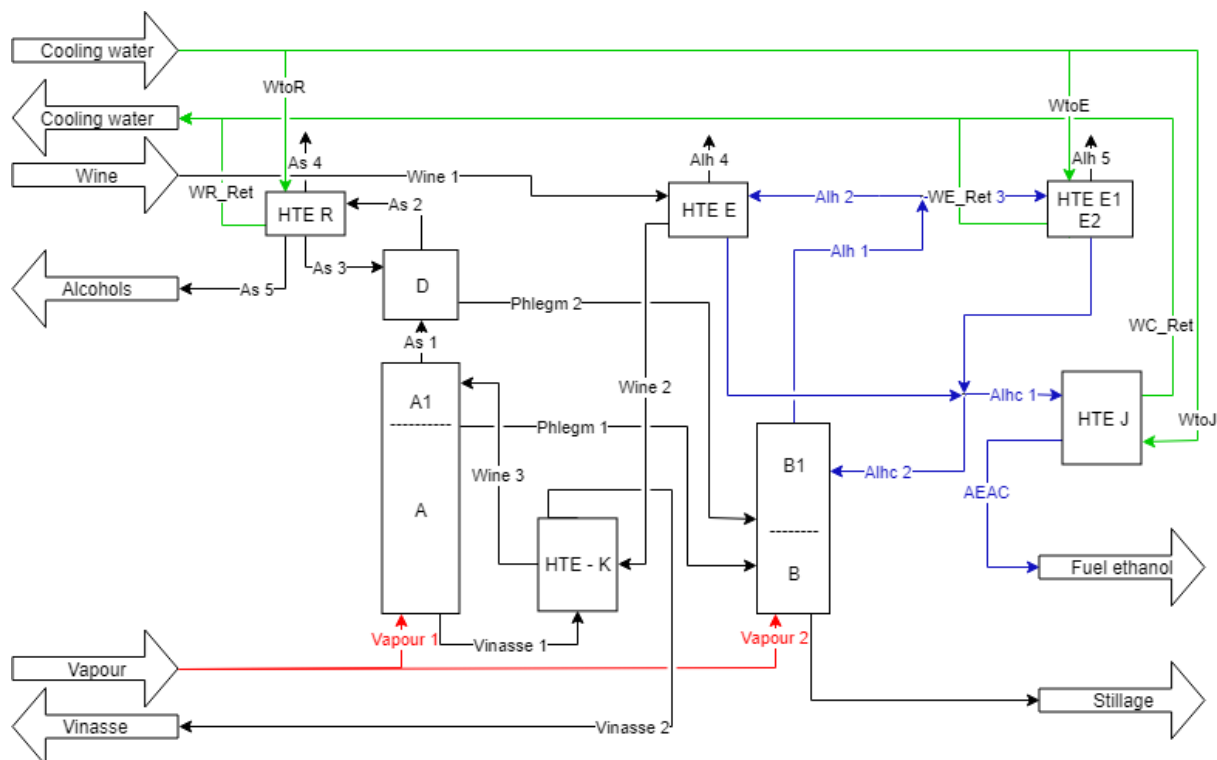 Cooling water
WtoR
Cooling water
WtoE
As 4
Alh 4
Alh 5
Wine
Wine 1
WR_Ret
HTE R
As 2
HTE E
Alh 2
WE_Ret 3
HTE E1
E2
Alh 1
As 3
Alcohols
As 5
D
Phlegm 2
WC_Ret
As 1
Wine 2
A1
Alhc 1
HTE J
WtoJ
Phlegm 1
B1
Wine 3
Alhc 2
AEAC
A
HTE - K
B
Fuel ethanol
Vapour 1
Vinasse 1
Vapour 2
Vapour
Stillage
Vinasse
Vinasse 2